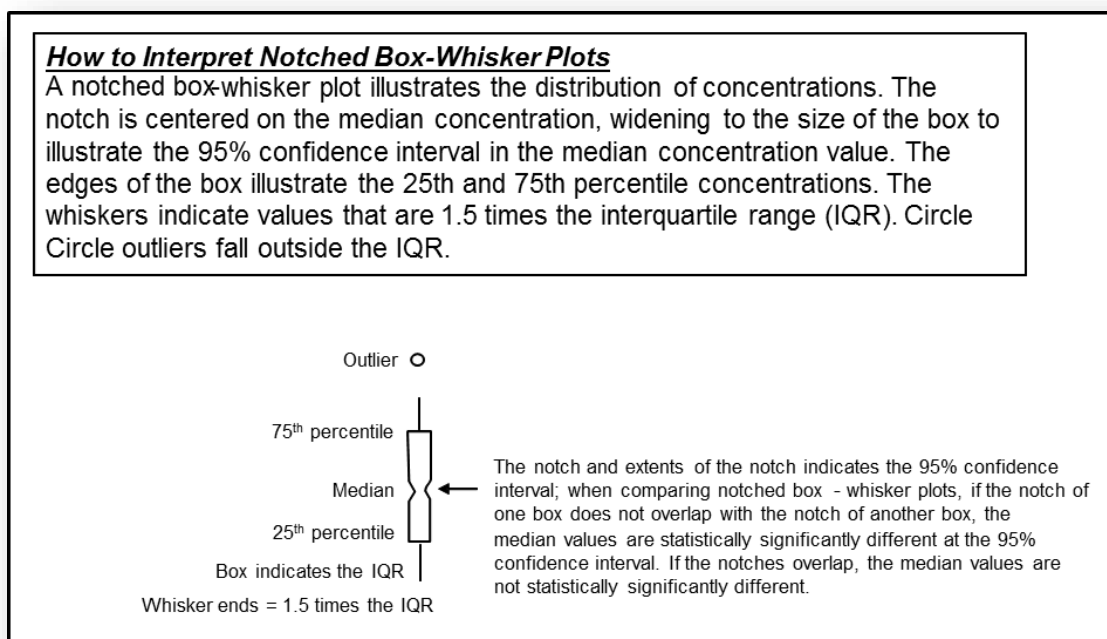 How to Interpret Notched Box-Whisker Plots
A notched box-whisker plot illustrates the distribution of concentrations. The
notch is centered on the median concentration, widening to the size of the box to
illustrate the 95% confidence interval in the median concentration value. The
edges of the box illustrate the 25th and 75th percentile concentrations. The
whiskers indicate values that are 1.5 times the interquartile range (IQR). Circle
Circle outliers fall outside the IQR.
Outlier
75th percentile
Median
25th percentile
Box indicates the IQR
Whisker ends = 1.5 times the IQR
The notch and extents of the notch indicates the 95% confidence
interval; when comparing notched box - whisker plots, if the notch of
one box does not overlap with the notch of another box, the
median values are statistically significantly different at the 95%
confidence interval. If the notches overlap, the median values are
not statistically significantly different.